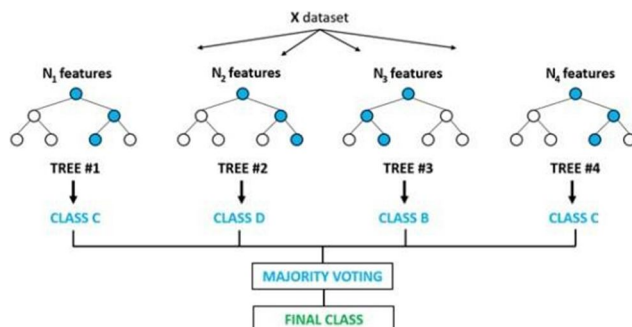 X dataset
N₁ features N₂ features N₃ features N₄ features
TREE #1 TREE #2 TREE #3 TREE #4
CLASS C CLASS D CLASS B CLASS C
MAJORITY VOTING
FINAL CLASS